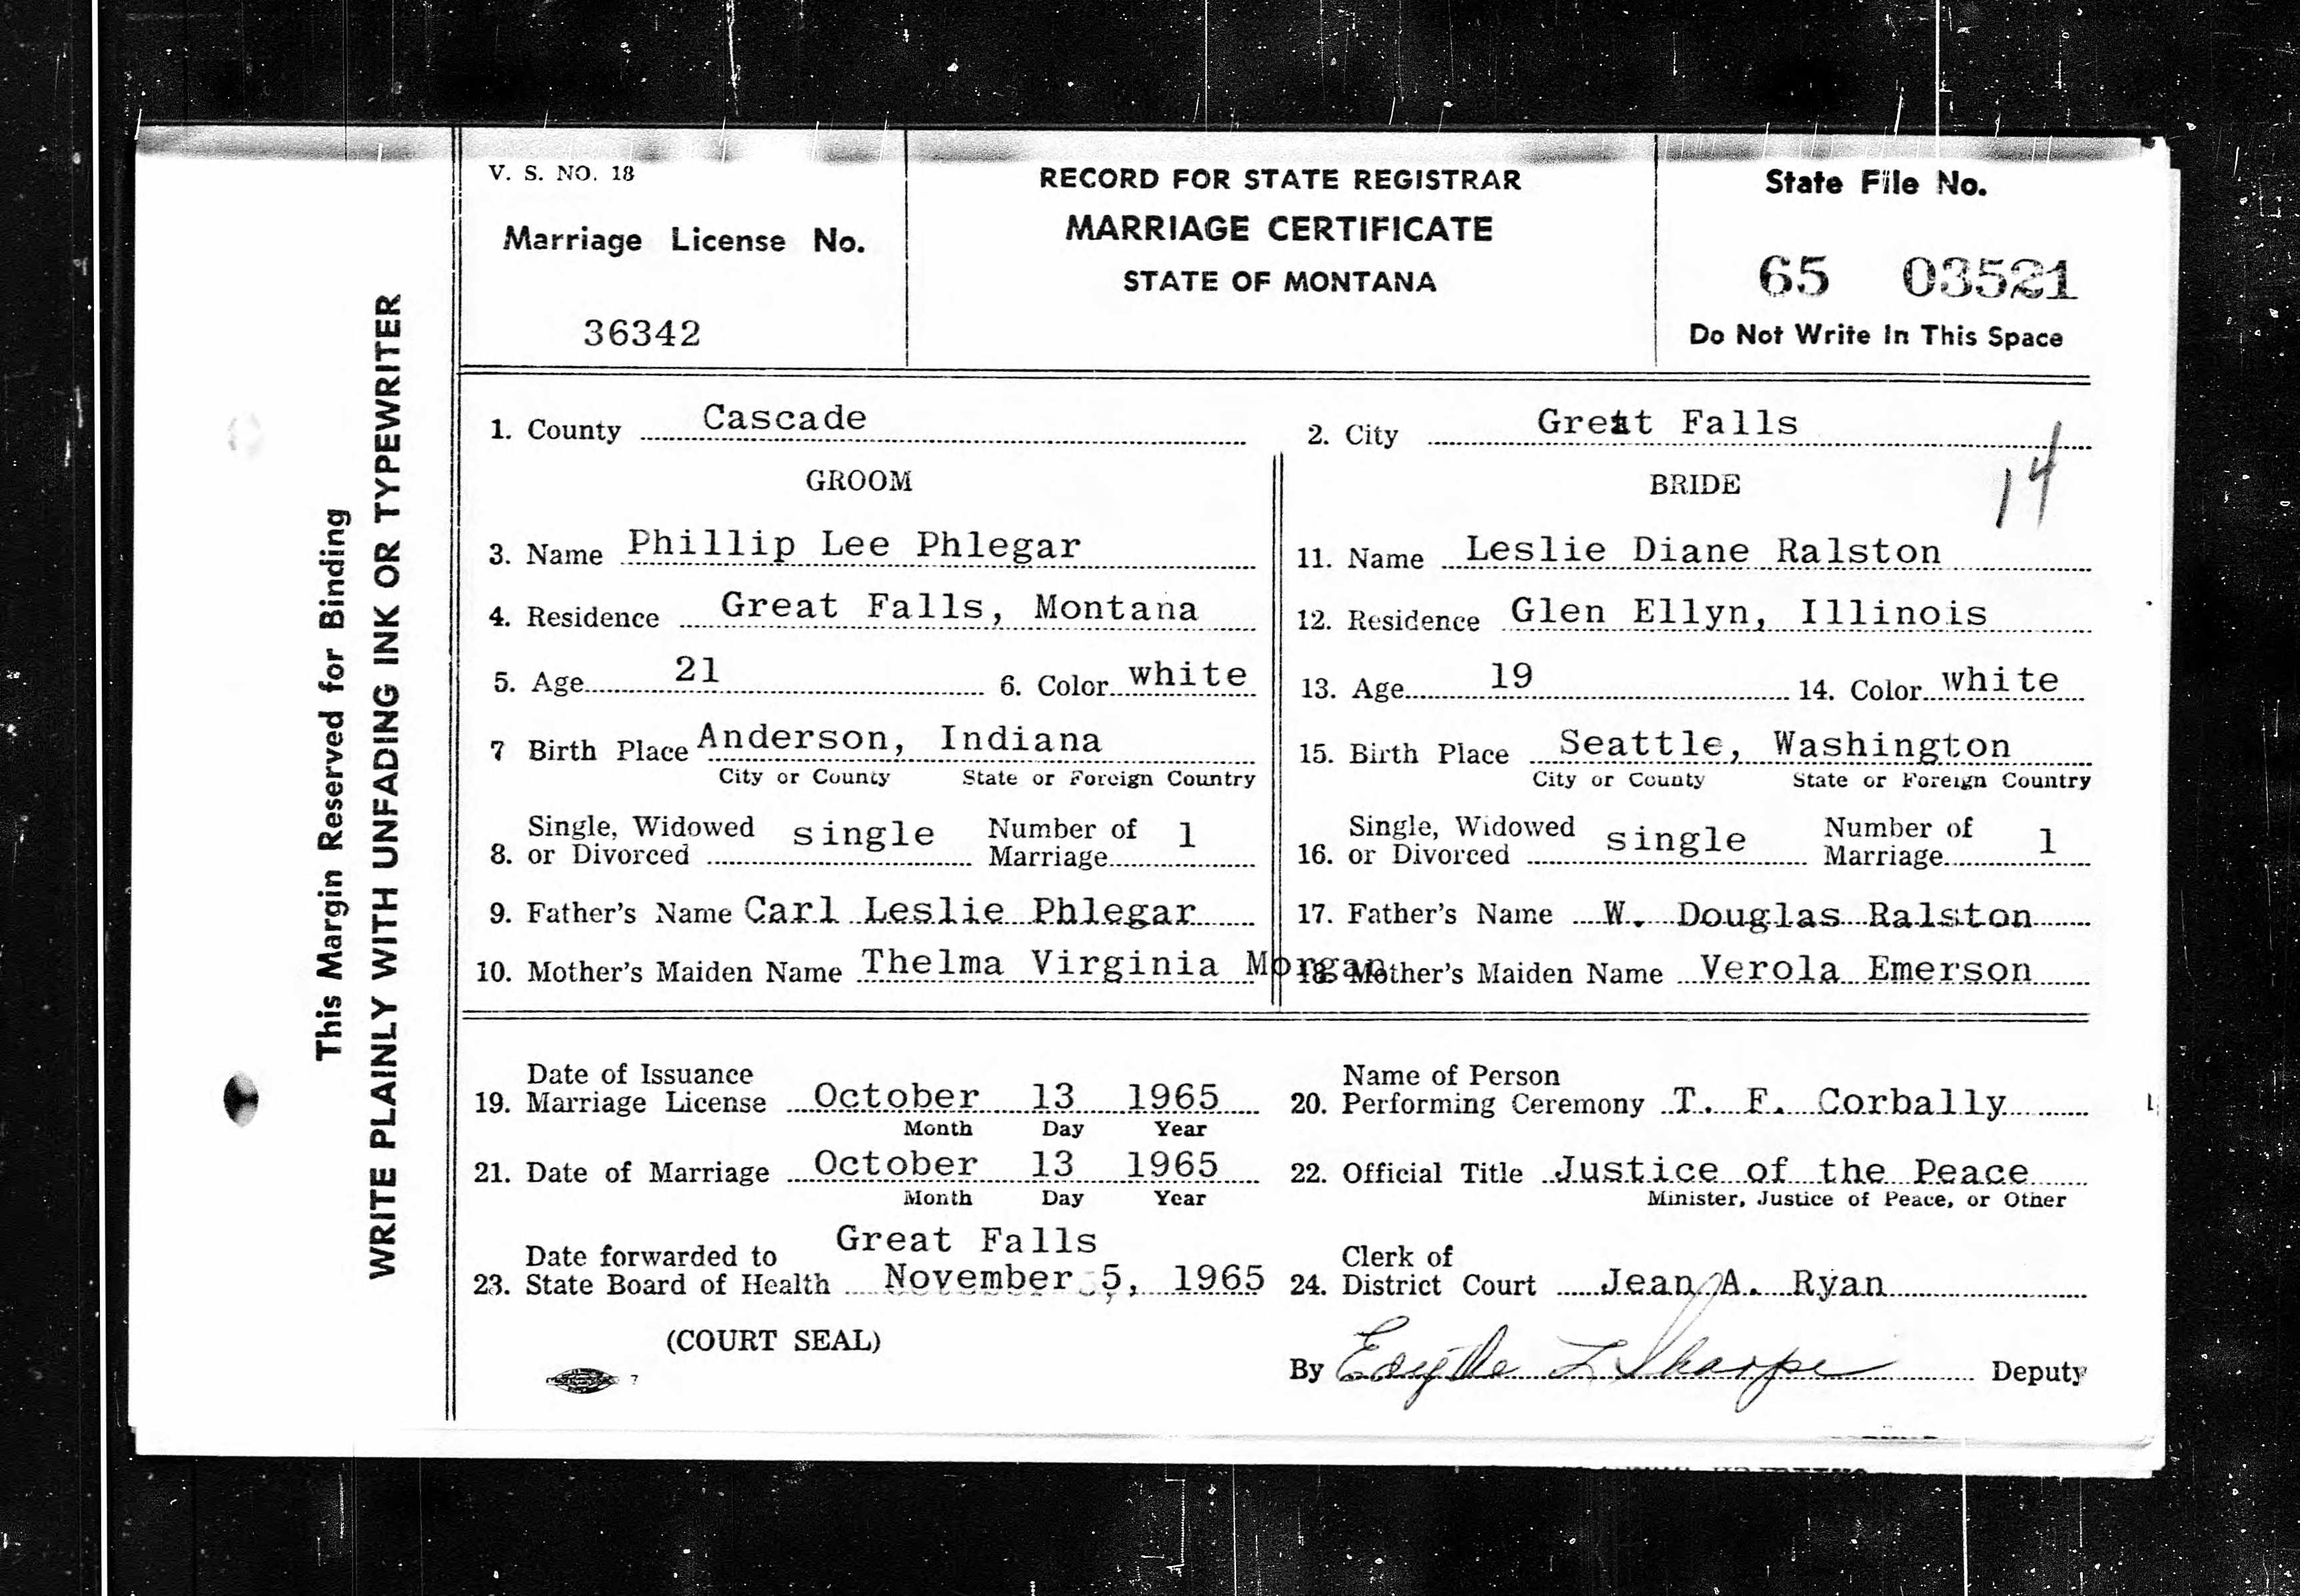 This Margin Reserved for Binding
WRITE PLAINLY WITH UNFADING INK OR TYPEWRITER
V. S. NO. 18
Marriage License No.
36342
RECORD FOR STATE REGISTRAR
MARRIAGE CERTIFICATE
STATE OF MONTANA
State File No.
65 03521
Do Not Write In This Space
1. County Cascade
2. City Great Falls
14
GROOM
3. Name Phillip Lee Phlegar
4. Residence Great Falls, Montana
5. Age 21 6. Color white
7 Birth Place Anderson, Indiana
City or County State or Foreign Country
Single, Widowed single Number of 1
8. or Divorced Marriage
9. Father's Name Carl Leslie Phlegar
10. Mother's Maiden Name Thelma Virginia Morgan
BRIDE
11. Name Leslie Diane Ralston
12. Residence Glen Ellyn, Illinois
13. Age 19 14. Color white
15. Birth Place Seattle, Washington
City or County State or Foreign Country
Single, Widowed single Number of 1
16. or Divorced Marriage
17. Father's Name W. Douglas Ralston
18. Mother's Maiden Name Verola Emerson
Date of Issuance
19. Marriage License October 13 1965
Month Day Year
Name of Person
20. Performing Ceremony T. F. Corbally
21. Date of Marriage October 13 1965
Month Day Year
22. Official Title Justice of the Peace
Minister, Justice of Peace, or Other
Great Falls
Date forwarded to
23. State Board of Health November 5, 1965
Clerk of
24. District Court Jean A. Ryan
(COURT SEAL)
7
By Edythe L Sharpe Deputy